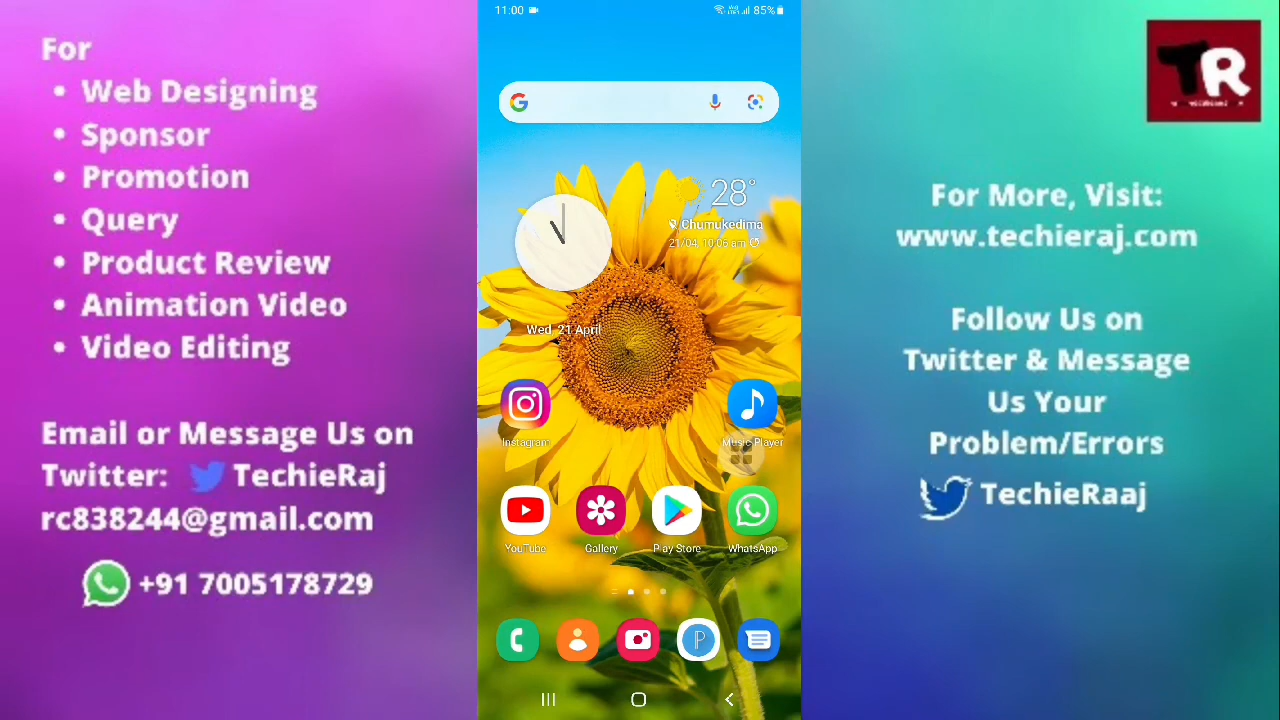 For
• Web Designing
• Sponsor
• Promotion
• Query
• Product Review
• Animation Video
• Video Editing
Email or Message Us on
Twitter: TechieRaj
rc838244@gmail.com
+91 7005178729
11:00
85%
28°
Chumukedima
21/04, 10:06 am
Wed, 21 April
Instagram
Music Player
YouTube
Gallery
Play Store
WhatsApp
P
TR
For More, Visit:
www.techieraj.com
Follow Us on
Twitter & Message
Us Your
Problem/Errors
TechieRaaj